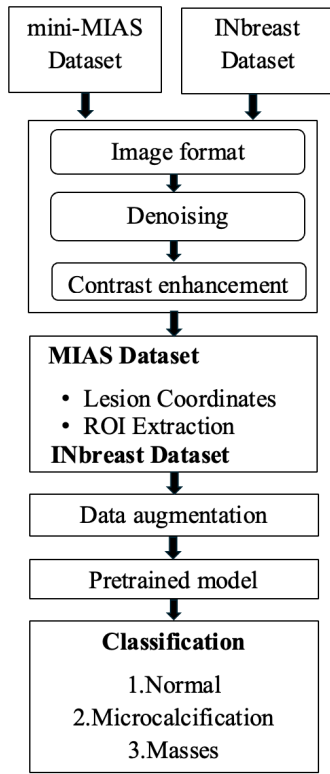 mini-MIAS
Dataset
INbreast
Dataset
Image format
Denoising
Contrast enhancement
MIAS Dataset
• Lesion Coordinates
• ROI Extraction
INbreast Dataset
Data augmentation
Pretrained model
Classification
1.Normal
2.Microcalcification
3.Masses